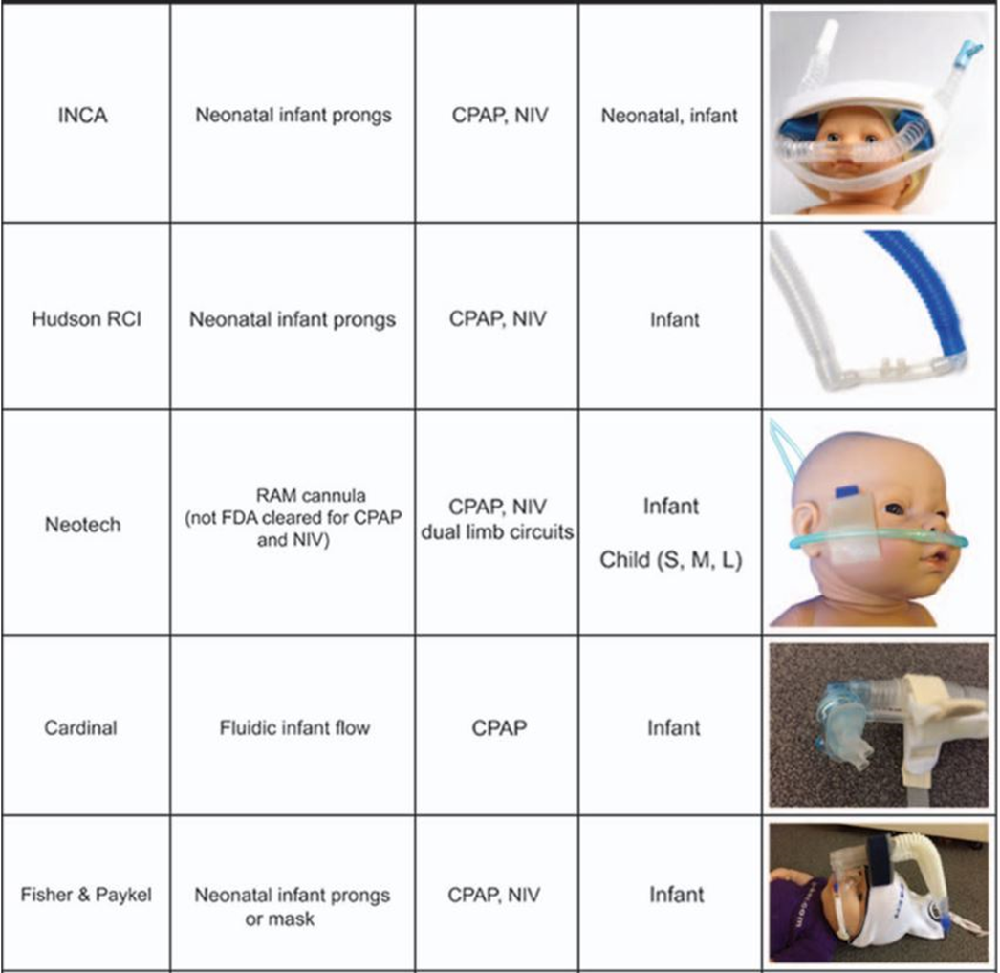 INCA
Neonatal infant prongs
CPAP, NIV
Neonatal, infant
Hudson RCI
Neonatal infant prongs
CPAP, NIV
Infant
Neotech
RAM cannula
(not FDA cleared for CPAP
and NIV)
CPAP, NIV
dual limb circuits
Infant
Child (S, M, L)
Cardinal
Fluidic infant flow
CPAP
Infant
Fisher & Paykel
Neonatal infant prongs
or mask
CPAP, NIV
Infant